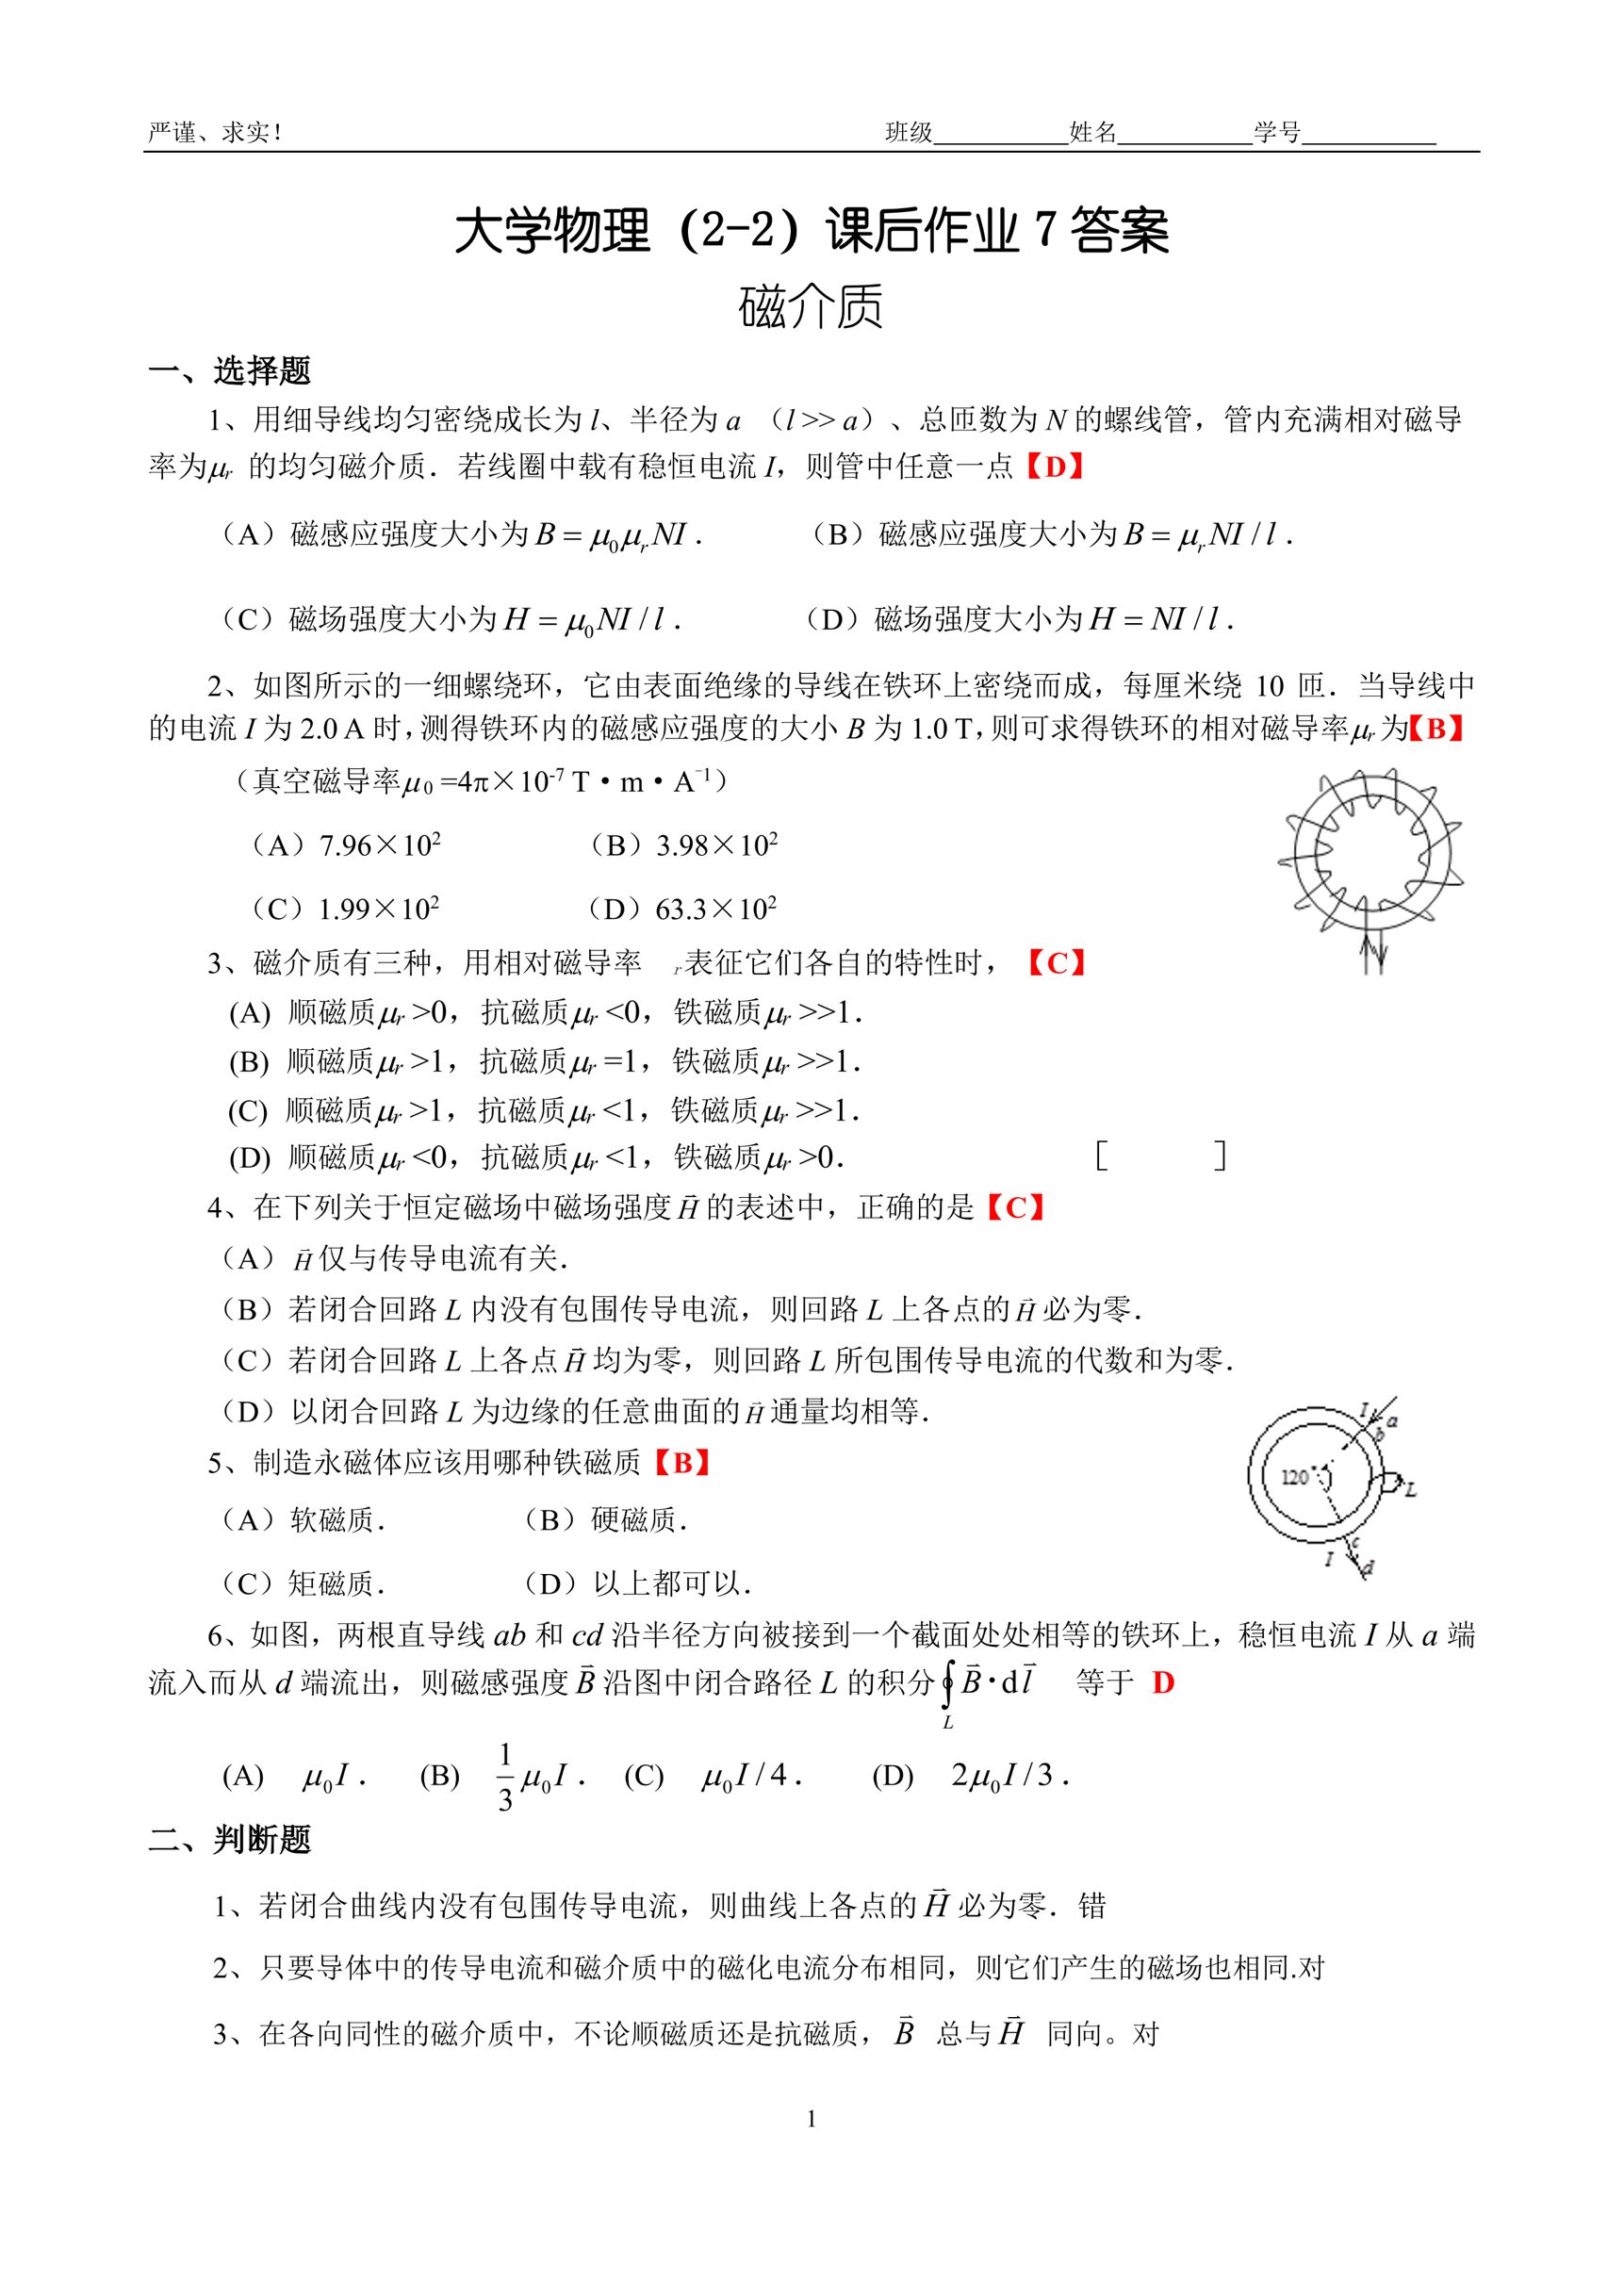 严谨、求实! 班级__________姓名__________学号__________
大学物理（2-2）课后作业 7 答案
磁介质
一、选择题
1、用细导线均匀密绕成长为 l、半径为 a （l >> a）、总匝数为 N 的螺线管，管内充满相对磁导
率为μr 的均匀磁介质．若线圈中载有稳恒电流 I，则管中任意一点【D】
（A）磁感应强度大小为 B = μ₀μᵣNI． （B）磁感应强度大小为 B = μᵣNI / l．
（C）磁场强度大小为 H = μ₀NI / l． （D）磁场强度大小为 H = NI / l．
2、如图所示的一细螺绕环，它由表面绝缘的导线在铁环上密绕而成，每厘米绕 10 匝．当导线中
的电流 I 为 2.0 A 时，测得铁环内的磁感应强度的大小 B 为 1.0 T，则可求得铁环的相对磁导率μr 为【B】
（真空磁导率μ₀ =4π×10⁻⁷ T·m·A⁻¹）
（A）7.96×10² （B）3.98×10²
（C）1.99×10² （D）63.3×10²
3、磁介质有三种，用相对磁导率 r 表征它们各自的特性时，【C】
(A) 顺磁质μr >0，抗磁质μr <0，铁磁质μr >>1．
(B) 顺磁质μr >1，抗磁质μr =1，铁磁质μr >>1．
(C) 顺磁质μr >1，抗磁质μr <1，铁磁质μr >>1．
(D) 顺磁质μr <0，抗磁质μr <1，铁磁质μr >0． ［ ］
4、在下列关于恒定磁场中磁场强度 H⃗ 的表述中，正确的是【C】
（A）H⃗ 仅与传导电流有关．
（B）若闭合回路 L 内没有包围传导电流，则回路 L 上各点的 H⃗ 必为零．
（C）若闭合回路 L 上各点 H⃗ 均为零，则回路 L 所包围传导电流的代数和为零．
（D）以闭合回路 L 为边缘的任意曲面的 H⃗ 通量均相等．
I a
b
120°
L
c
I d
5、制造永磁体应该用哪种铁磁质【B】
（A）软磁质． （B）硬磁质．
（C）矩磁质． （D）以上都可以．
6、如图，两根直导线 ab 和 cd 沿半径方向被接到一个截面处处相等的铁环上，稳恒电流 I 从 a 端
流入而从 d 端流出，则磁感强度 B⃗ 沿图中闭合路径 L 的积分 ∮_L B⃗·dl⃗ 等于 D
(A) μ₀I． (B) 1/3 μ₀I． (C) μ₀I / 4． (D) 2μ₀I / 3．
二、判断题
1、若闭合曲线内没有包围传导电流，则曲线上各点的 H⃗ 必为零．错
2、只要导体中的传导电流和磁介质中的磁化电流分布相同，则它们产生的磁场也相同.对
3、在各向同性的磁介质中，不论顺磁质还是抗磁质， B⃗ 总与 H⃗ 同向。对
1